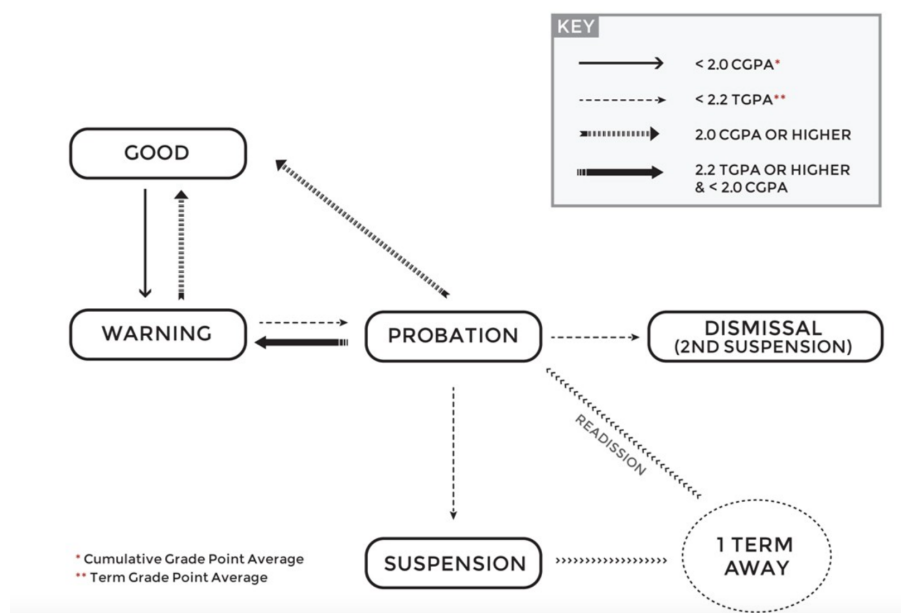 KEY
< 2.0 CGPA*
< 2.2 TGPA**
2.0 CGPA OR HIGHER
2.2 TGPA OR HIGHER
& < 2.0 CGPA
GOOD
WARNING
PROBATION
DISMISSAL
(2ND SUSPENSION)
READISSION
SUSPENSION
1 TERM
AWAY
* Cumulative Grade Point Average
** Term Grade Point Average